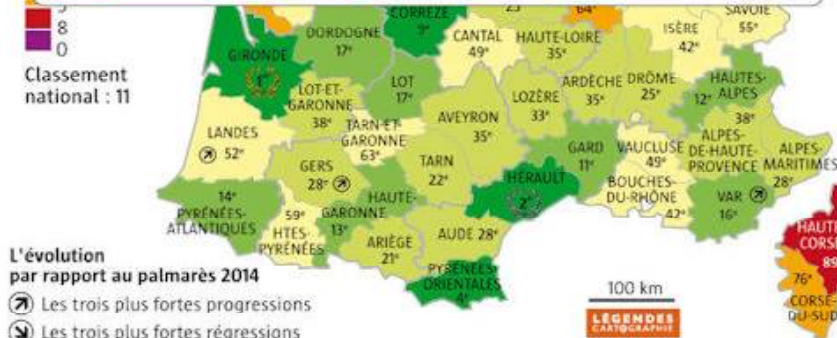 8
0
Classement
national : 11
CORRÈZE
9e
64e
SAVOIE
55e
DORDOGNE
17e
CANTAL
49e
HAUTE-LOIRE
35e
ISÈRE
42e
GIRONDE
1er
LOT-ET-
GARONNE
38e
LOT
17e
AVEYRON
35e
LOZÈRE
33e
ARDÈCHE
35e
DRÔME
25e
HAUTES-
ALPES
12e
LANDES
52e
TARN-ET-
GARONNE
63e
GERS
28e
TARN
22e
GARD
11e
VAUCLUSE
49e
ALPES-
DE-HAUTE-
PROVENCE
38e
ALPES-
MARITIMES
28e
HÉRAULT
2e
BOUCHES-
DU-RHÔNE
42e
VAR
16e
14e
PYRÉNÉES-
ATLANTIQUES
59e
HTES-
PYRÉNÉES
HAUTE-
GARONNE
13e
ARIÈGE
21e
AUDE 28e
PYRÉNÉES-
ORIENTALES
4e
HAUTE
CORSE
89
76e
CORSE-
DU-SUD
L'évolution
par rapport au palmarès 2014
Les trois plus fortes progressions
Les trois plus fortes régressions
100 km
LÉGENDES
CARTOGRAPHIE